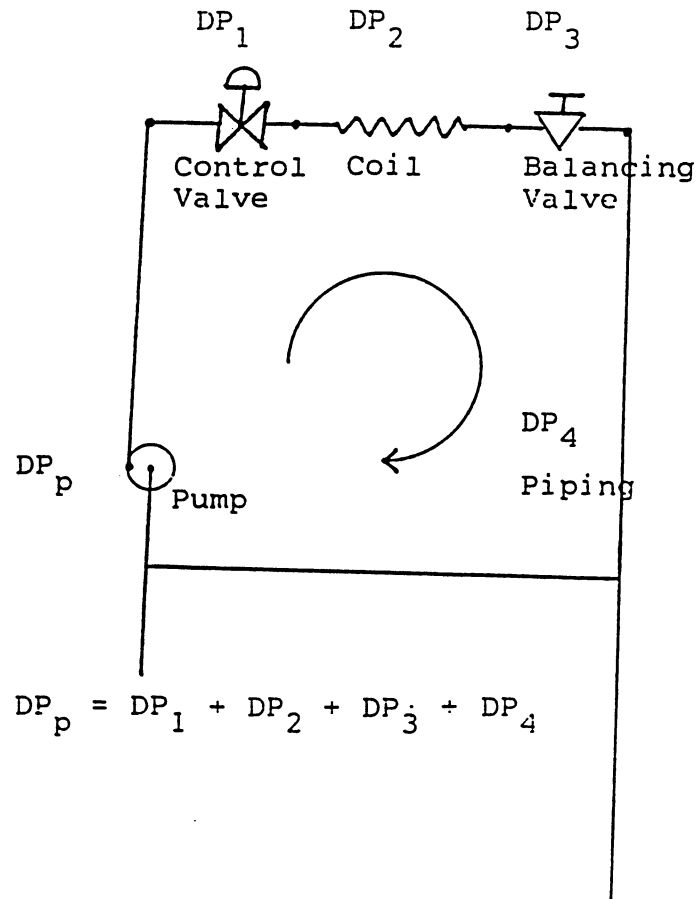 DP1 DP2 DP3
Control Valve
Coil
Balancing Valve
DP4
Piping
DPp
Pump
DPp = DP1 + DP2 + DP3 + DP4